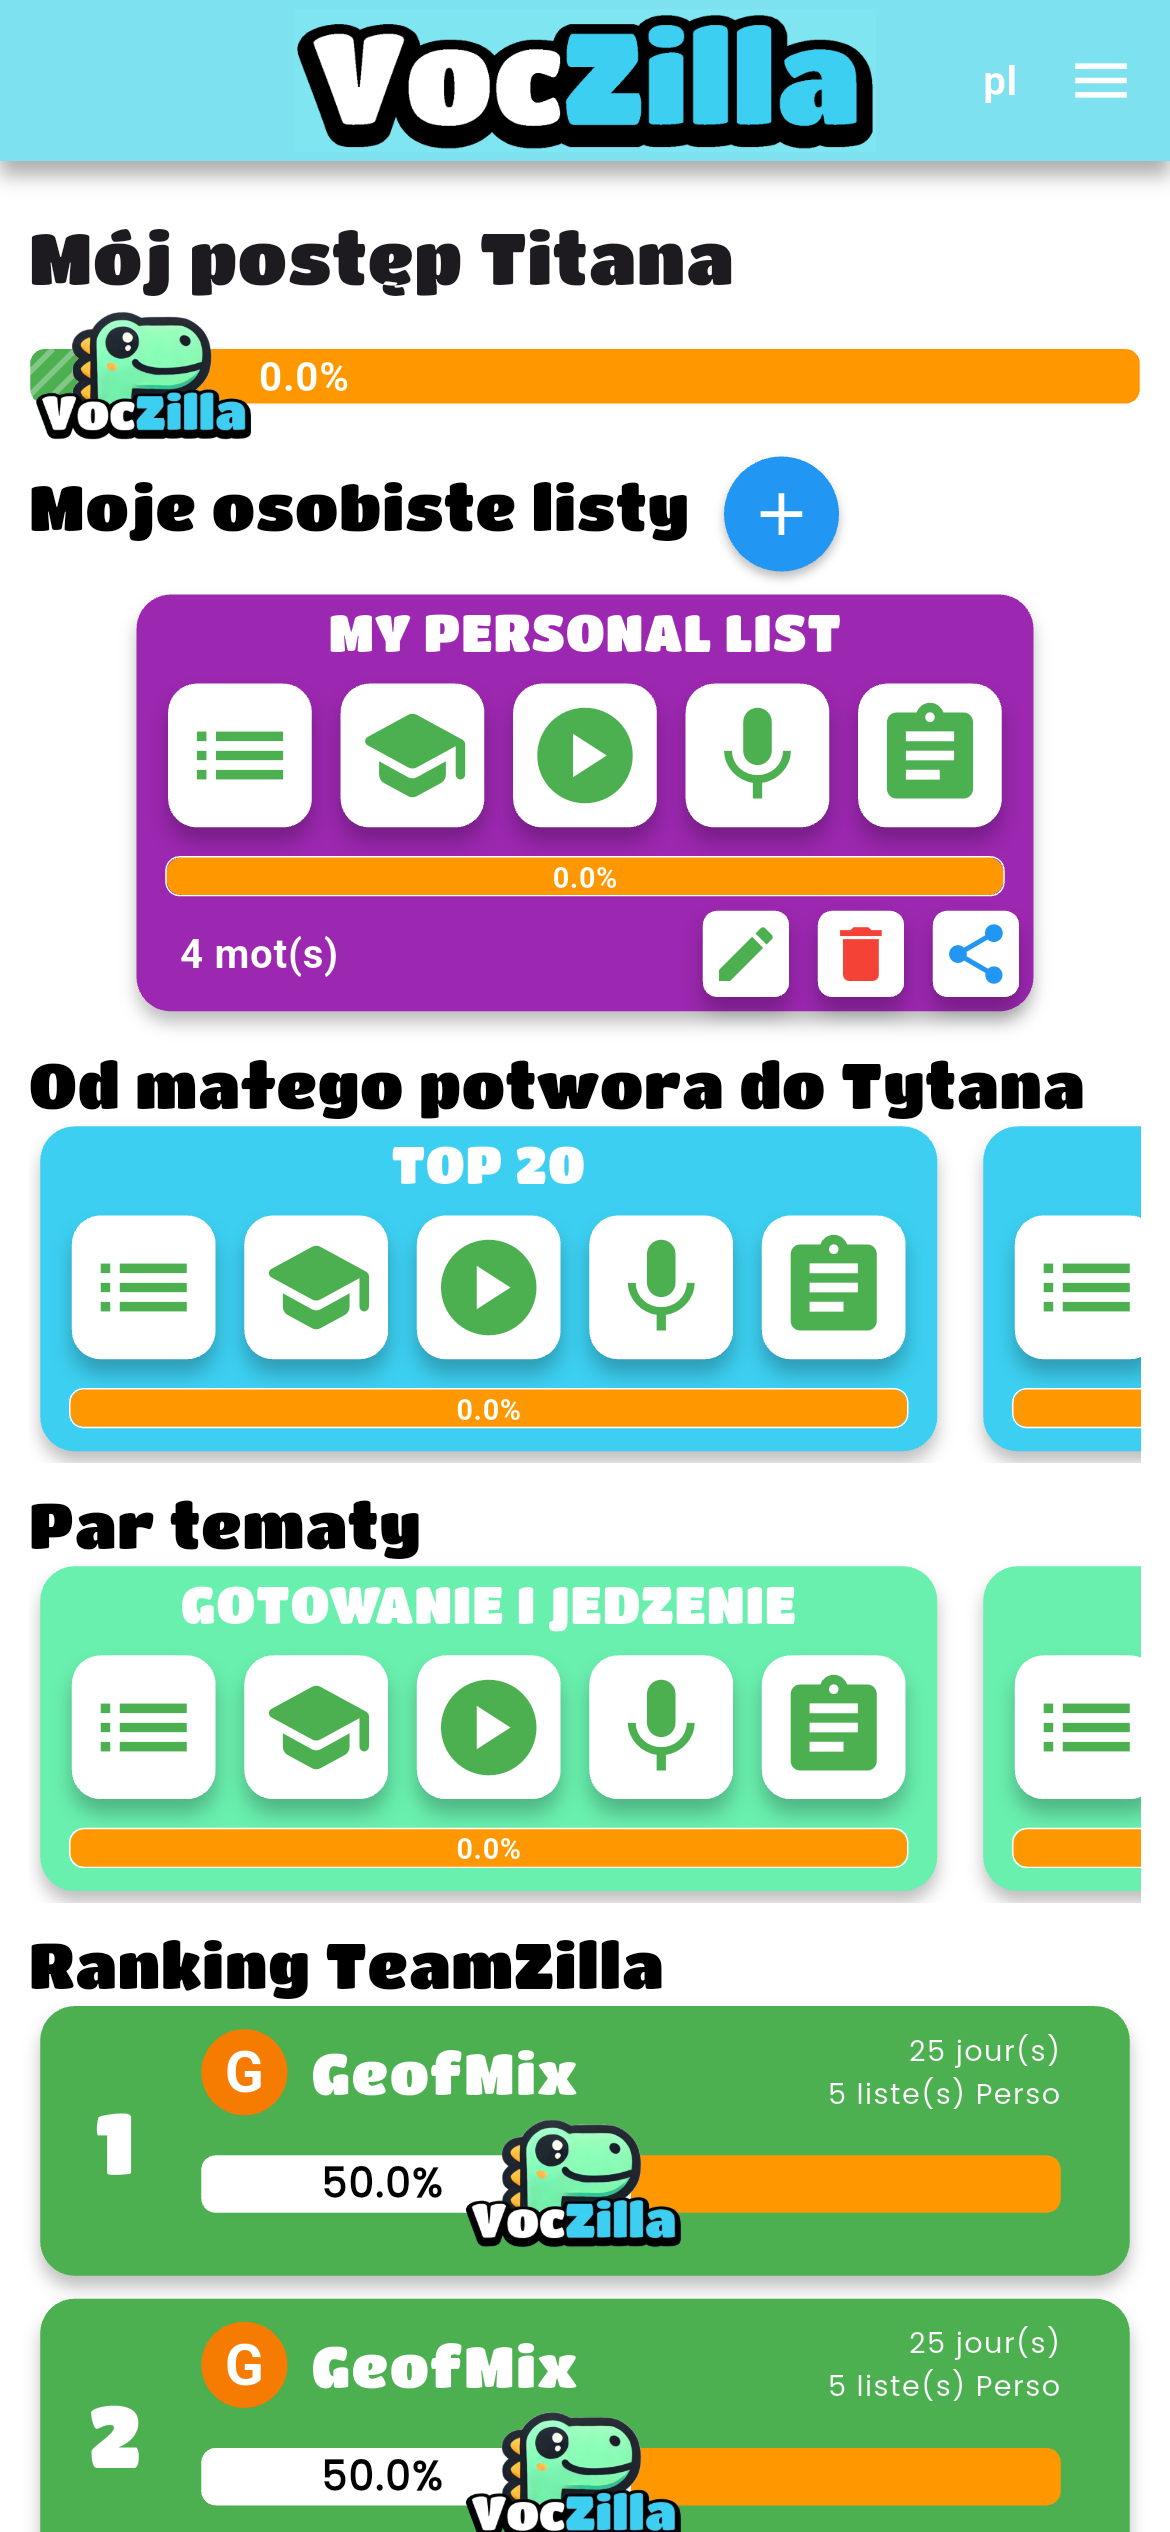 VocZilla
pl
Mój postęp Titana
0.0%
VocZilla
Moje osobiste listy
MY PERSONAL LIST
0.0%
4 mot(s)
Od małego potwora do Tytana
TOP 20
0.0%
Par tematy
GOTOWANIE I JEDZENIE
0.0%
Ranking TeamZilla
1
G GeofMix
25 jour(s)
5 liste(s) Perso
50.0%
VocZilla
2
G GeofMix
25 jour(s)
5 liste(s) Perso
50.0%
VocZilla